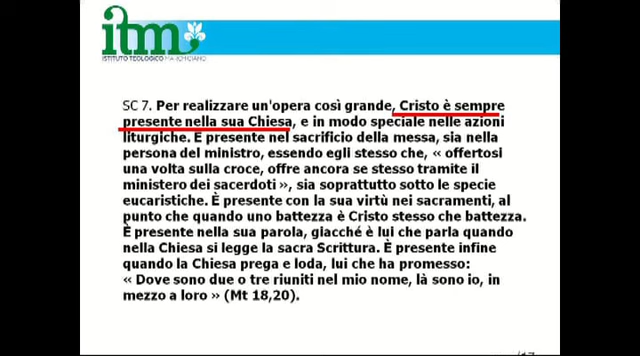 itm
ISTITUTO TEOLOGICO MARCHIGIANO
SC 7. Per realizzare un'opera così grande, Cristo è sempre
presente nella sua Chiesa, e in modo speciale nelle azioni
liturgiche. È presente nel sacrificio della messa, sia nella
persona del ministro, essendo egli stesso che, « offertosi
una volta sulla croce, offre ancora se stesso tramite il
ministero dei sacerdoti », sia soprattutto sotto le specie
eucaristiche. È presente con la sua virtù nei sacramenti, al
punto che quando uno battezza è Cristo stesso che battezza.
È presente nella sua parola, giacché è lui che parla quando
nella Chiesa si legge la sacra Scrittura. È presente infine
quando la Chiesa prega e loda, lui che ha promesso:
« Dove sono due o tre riuniti nel mio nome, là sono io, in
mezzo a loro » (Mt 18,20).